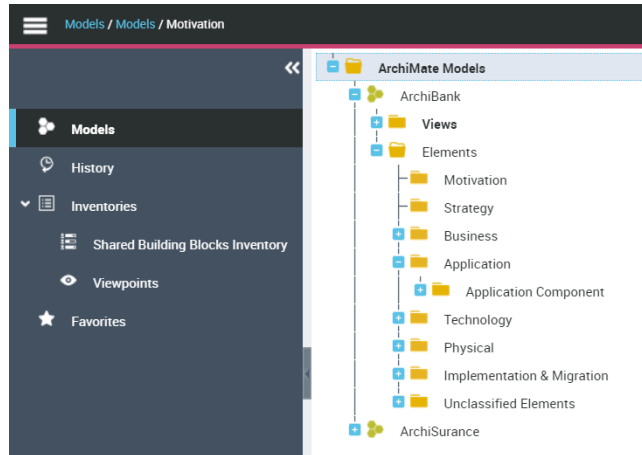 Models / Models / Motivation
Models
History
Inventories
Shared Building Blocks Inventory
Viewpoints
Favorites
ArchiMate Models
ArchiBank
Views
Elements
Motivation
Strategy
Business
Application
Application Component
Technology
Physical
Implementation & Migration
Unclassified Elements
ArchiSurance